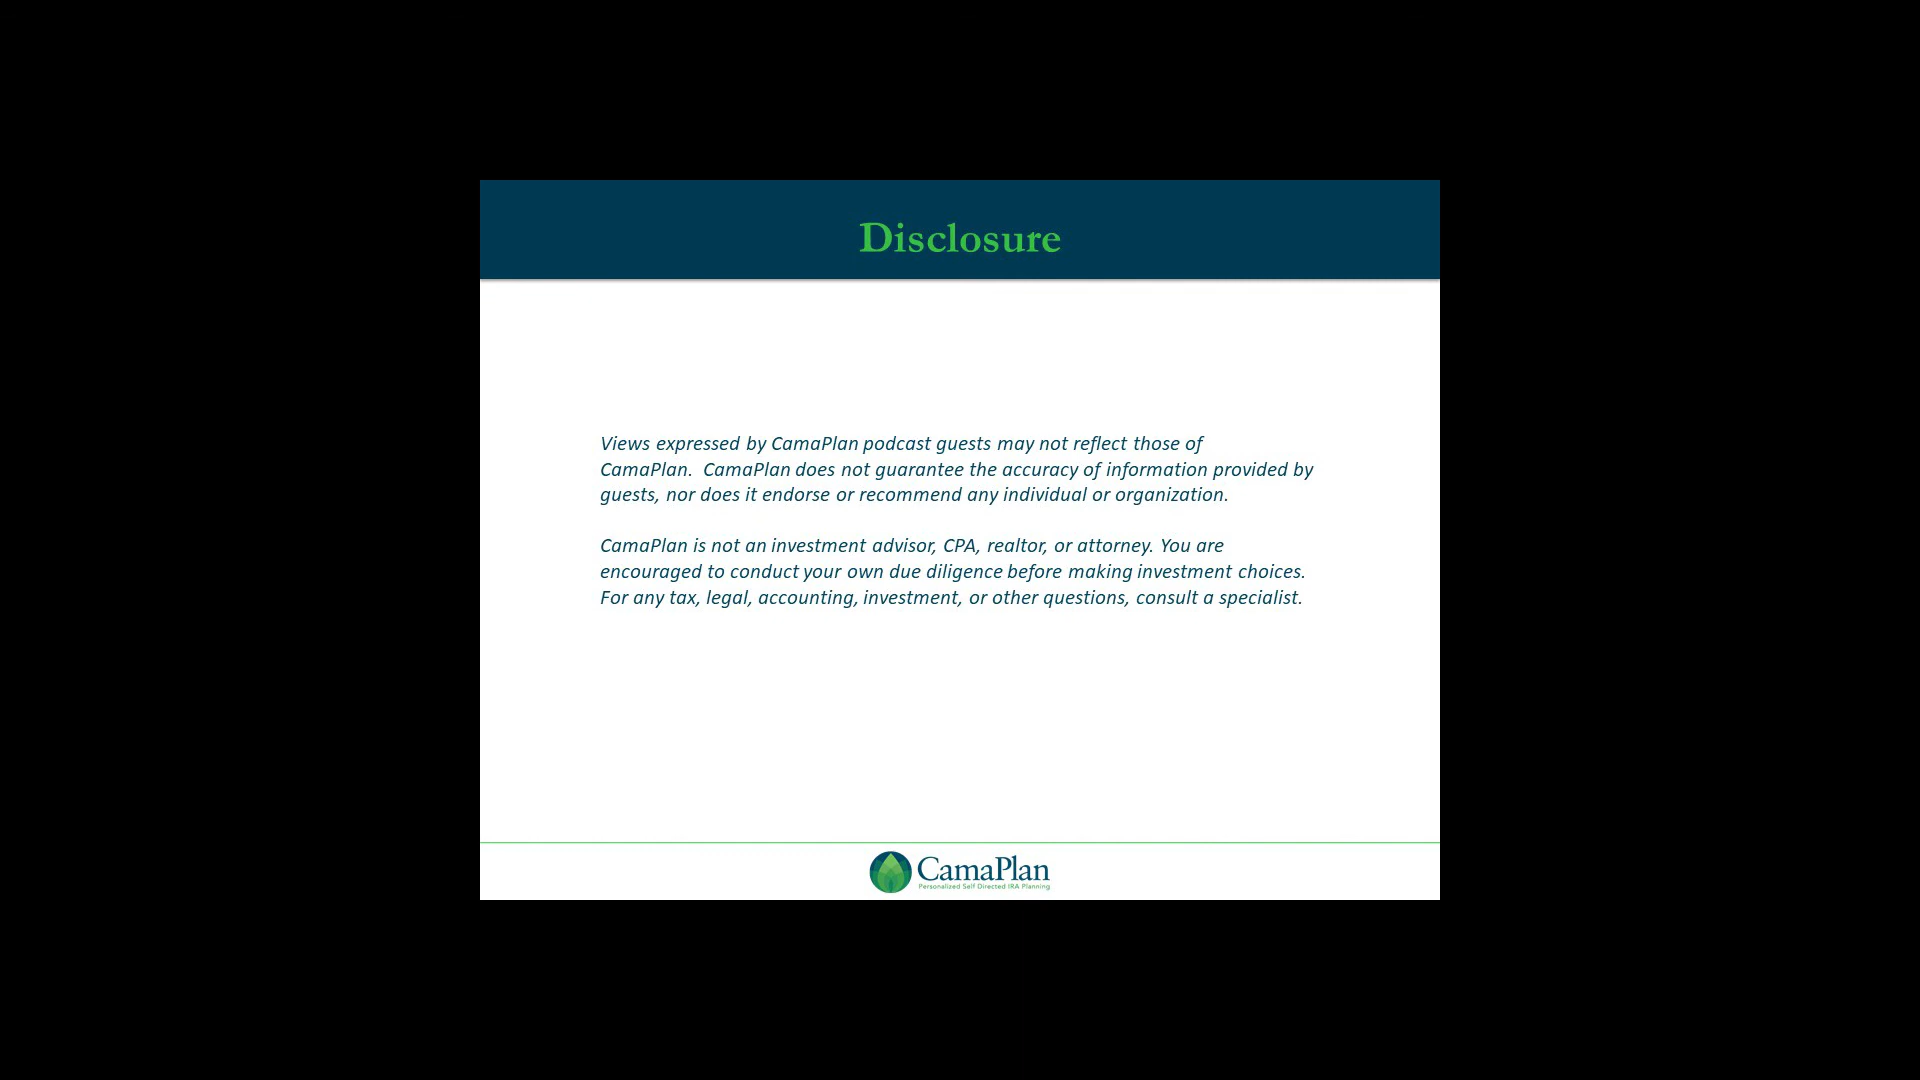 Disclosure
Views expressed by CamaPlan podcast guests may not reflect those of
CamaPlan.  CamaPlan does not guarantee the accuracy of information provided by
guests, nor does it endorse or recommend any individual or organization.
CamaPlan is not an investment advisor, CPA, realtor, or attorney. You are
encouraged to conduct your own due diligence before making investment choices.
For any tax, legal, accounting, investment, or other questions, consult a specialist.
CamaPlan
Personalized Self Directed IRA Planning